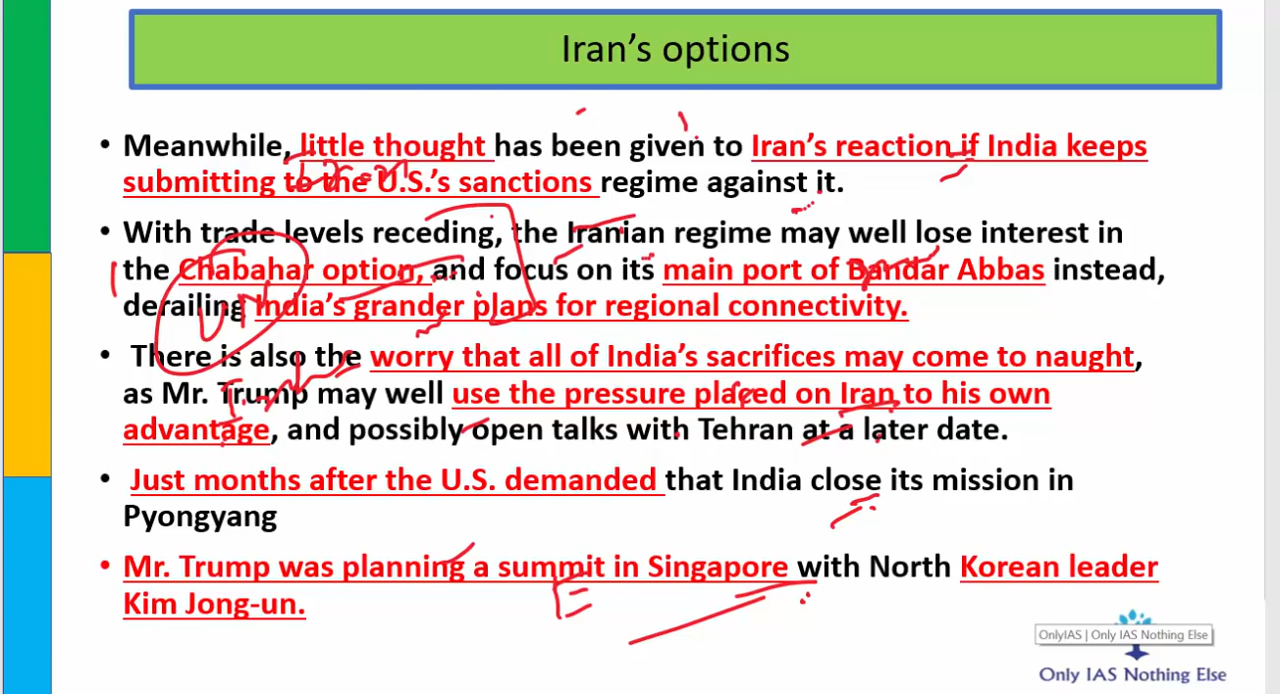 Iran’s options
• Meanwhile, little thought has been given to Iran’s reaction if India keeps
submitting to the U.S.’s sanctions regime against it.
• With trade levels receding, the Iranian regime may well lose interest in
the Chabahar option, and focus on its main port of Bandar Abbas instead,
derailing India’s grander plans for regional connectivity.
• There is also the worry that all of India’s sacrifices may come to naught,
as Mr. Trump may well use the pressure placed on Iran to his own
advantage, and possibly open talks with Tehran at a later date.
• Just months after the U.S. demanded that India close its mission in
Pyongyang
• Mr. Trump was planning a summit in Singapore with North Korean leader
Kim Jong-un.
OnlyIAS | Only IAS Nothing Else
Only IAS Nothing Else